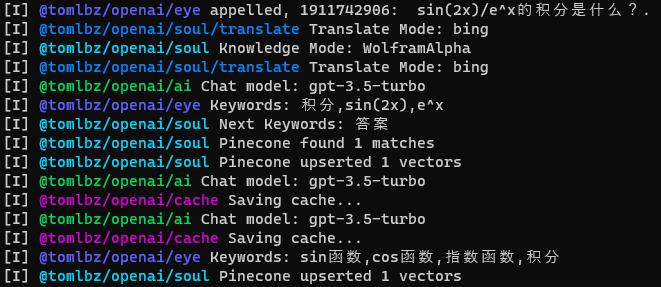 [I] @tomlbz/openai/eye appelled, 1911742906:  sin(2x)/e^x的积分是什么？.
[I] @tomlbz/openai/soul/translate Translate Mode: bing
[I] @tomlbz/openai/soul Knowledge Mode: WolframAlpha
[I] @tomlbz/openai/soul/translate Translate Mode: bing
[I] @tomlbz/openai/ai Chat model: gpt-3.5-turbo
[I] @tomlbz/openai/eye Keywords: 积分,sin(2x),e^x
[I] @tomlbz/openai/soul Next Keywords: 答案
[I] @tomlbz/openai/soul Pinecone found 1 matches
[I] @tomlbz/openai/soul Pinecone upserted 1 vectors
[I] @tomlbz/openai/ai Chat model: gpt-3.5-turbo
[I] @tomlbz/openai/cache Saving cache...
[I] @tomlbz/openai/ai Chat model: gpt-3.5-turbo
[I] @tomlbz/openai/cache Saving cache...
[I] @tomlbz/openai/eye Keywords: sin函数,cos函数,指数函数,积分
[I] @tomlbz/openai/soul Pinecone upserted 1 vectors